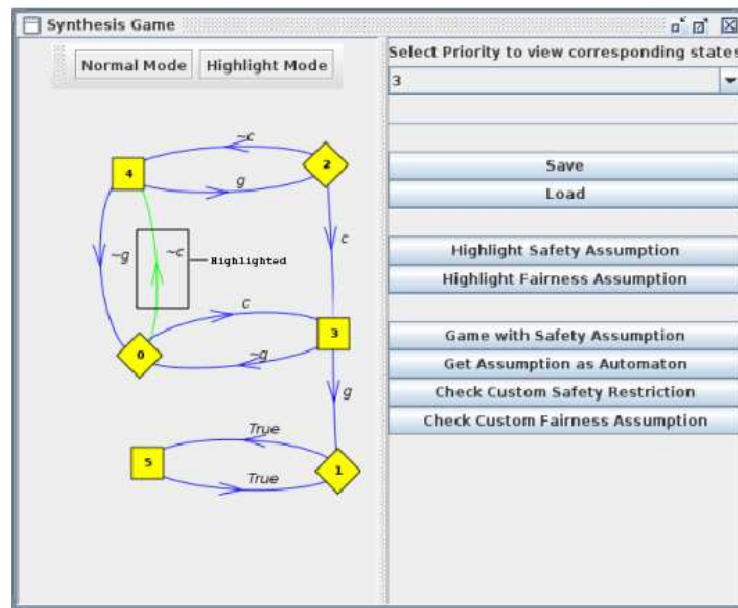 Synthesis Game
Normal Mode
Highlight Mode
Select Priority to view corresponding states
3
~c
4
2
g
c
~g
~c
Highlighted
c
3
0
~g
g
True
5
1
True
Save
Load
Highlight Safety Assumption
Highlight Fairness Assumption
Game with Safety Assumption
Get Assumption as Automaton
Check Custom Safety Restriction
Check Custom Fairness Assumption